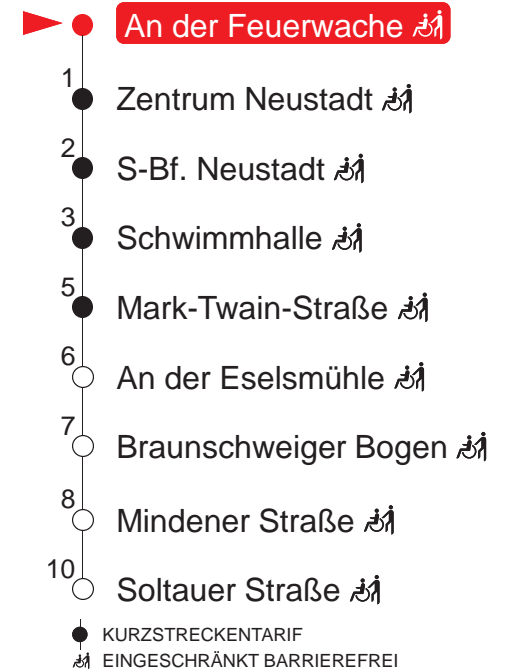 An der Feuerwache
1
Zentrum Neustadt
2
S-Bf. Neustadt
3
Schwimmhalle
5
Mark-Twain-Straße
6
An der Eselsmühle
7
Braunschweiger Bogen
8
Mindener Straße
10
Soltauer Straße
KURZSTRECKENTARIF
EINGESCHRÄNKT BARRIEREFREI